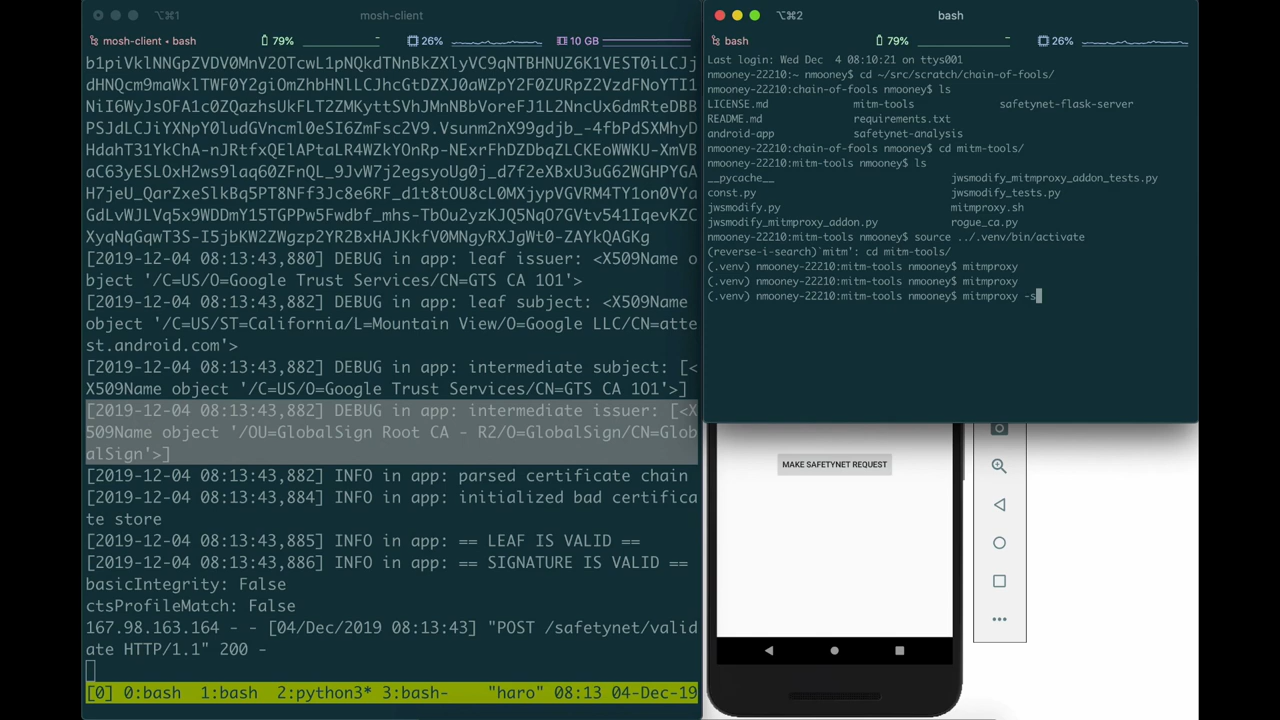 ⌥⌘1
mosh-client
mosh-client • bash
79%
26%
10 GB
b1piVklNNGpZVDV0MnV2OTcwL1pNQkdTNnBkZXlyVC9qNTBHNUZ6K1VEST0iLCJ
jdHNQcm9maWxlTWF0Y2giOmZhbHNlLCJhcGtDZXJ0aWZpY2F0ZURpZ2VzdFNoYTI1
NiI6WyJsOFA1c0ZQazhsUkFLT2ZMKyttSVhJMnNBbVoreFJ1L2NncUx6dmRteDBB
PSJdLCJiYXNpY0ludGVncml0eSI6ZmFsc2V9.Vsunm2nX99gdjb_-4fbPdSXMhyD
HdahT31YkChA-nJRtfxQElAPtaLR4WZkYOnRp-NExrFhDZDbqZLCKEoWWKU-XmVB
aC63yESLOxH2ws9laq60ZFnQL_9JvW7j2egsyoUg0j_d7f2eXBxU3uG62WGHPYGA
H7jeU_QarZxeSlkBq5PT8NFf3Jc8e6RF_d1t8tOU8cL0MXjypVGVRM4TY1on0VYa
GdLvWJLVq5x9WDDmY15TGPPw5Fwdbf_mhs-TbOu2yzKJQ5NqO7GVtv541IqevKZC
XyqNqGqwT3S-I5jbKW2ZWgzp2YR2BxHAJkfV0MNgyRXJgWt0-ZAYkQAGKg
[2019-12-04 08:13:43,880] DEBUG in app: leaf issuer: <X509Name o
bject '/C=US/O=Google Trust Services/CN=GTS CA 1O1'>
[2019-12-04 08:13:43,882] DEBUG in app: leaf subject: <X509Name
object '/C=US/ST=California/L=Mountain View/O=Google LLC/CN=atte
st.android.com'>
[2019-12-04 08:13:43,882] DEBUG in app: intermediate subject: [<
X509Name object '/C=US/O=Google Trust Services/CN=GTS CA 1O1'>]
[2019-12-04 08:13:43,882] DEBUG in app: intermediate issuer: [<X
509Name object '/OU=GlobalSign Root CA - R2/O=GlobalSign/CN=Glob
alSign'>]
[2019-12-04 08:13:43,882] INFO in app: parsed certificate chain
[2019-12-04 08:13:43,884] INFO in app: initialized bad certifica
te store
[2019-12-04 08:13:43,885] INFO in app: == LEAF IS VALID ==
[2019-12-04 08:13:43,886] INFO in app: == SIGNATURE IS VALID ==
basicIntegrity: False
ctsProfileMatch: False
167.98.163.164 - - [04/Dec/2019 08:13:43] "POST /safetynet/valid
ate HTTP/1.1" 200 -
[0] 0:bash 1:bash 2:python3* 3:bash- "haro" 08:13 04-Dec-19
⌥⌘2
bash
bash
79%
26%
Last login: Wed Dec 4 08:10:21 on ttys001
nmooney-22210:~ nmooney$ cd ~/src/scratch/chain-of-fools/
nmooney-22210:chain-of-fools nmooney$ ls
LICENSE.md mitm-tools safetynet-flask-server
README.md requirements.txt
android-app safetynet-analysis
nmooney-22210:chain-of-fools nmooney$ cd mitm-tools/
nmooney-22210:mitm-tools nmooney$ ls
__pycache__ jwsmodify_mitmproxy_addon_tests.py
const.py jwsmodify_tests.py
jwsmodify.py mitmproxy.sh
jwsmodify_mitmproxy_addon.py rogue_ca.py
nmooney-22210:mitm-tools nmooney$ source ../.venv/bin/activate
(reverse-i-search)`mitm': cd mitm-tools/
(.venv) nmooney-22210:mitm-tools nmooney$ mitmproxy
(.venv) nmooney-22210:mitm-tools nmooney$ mitmproxy
(.venv) nmooney-22210:mitm-tools nmooney$ mitmproxy -s
MAKE SAFETYNET REQUEST